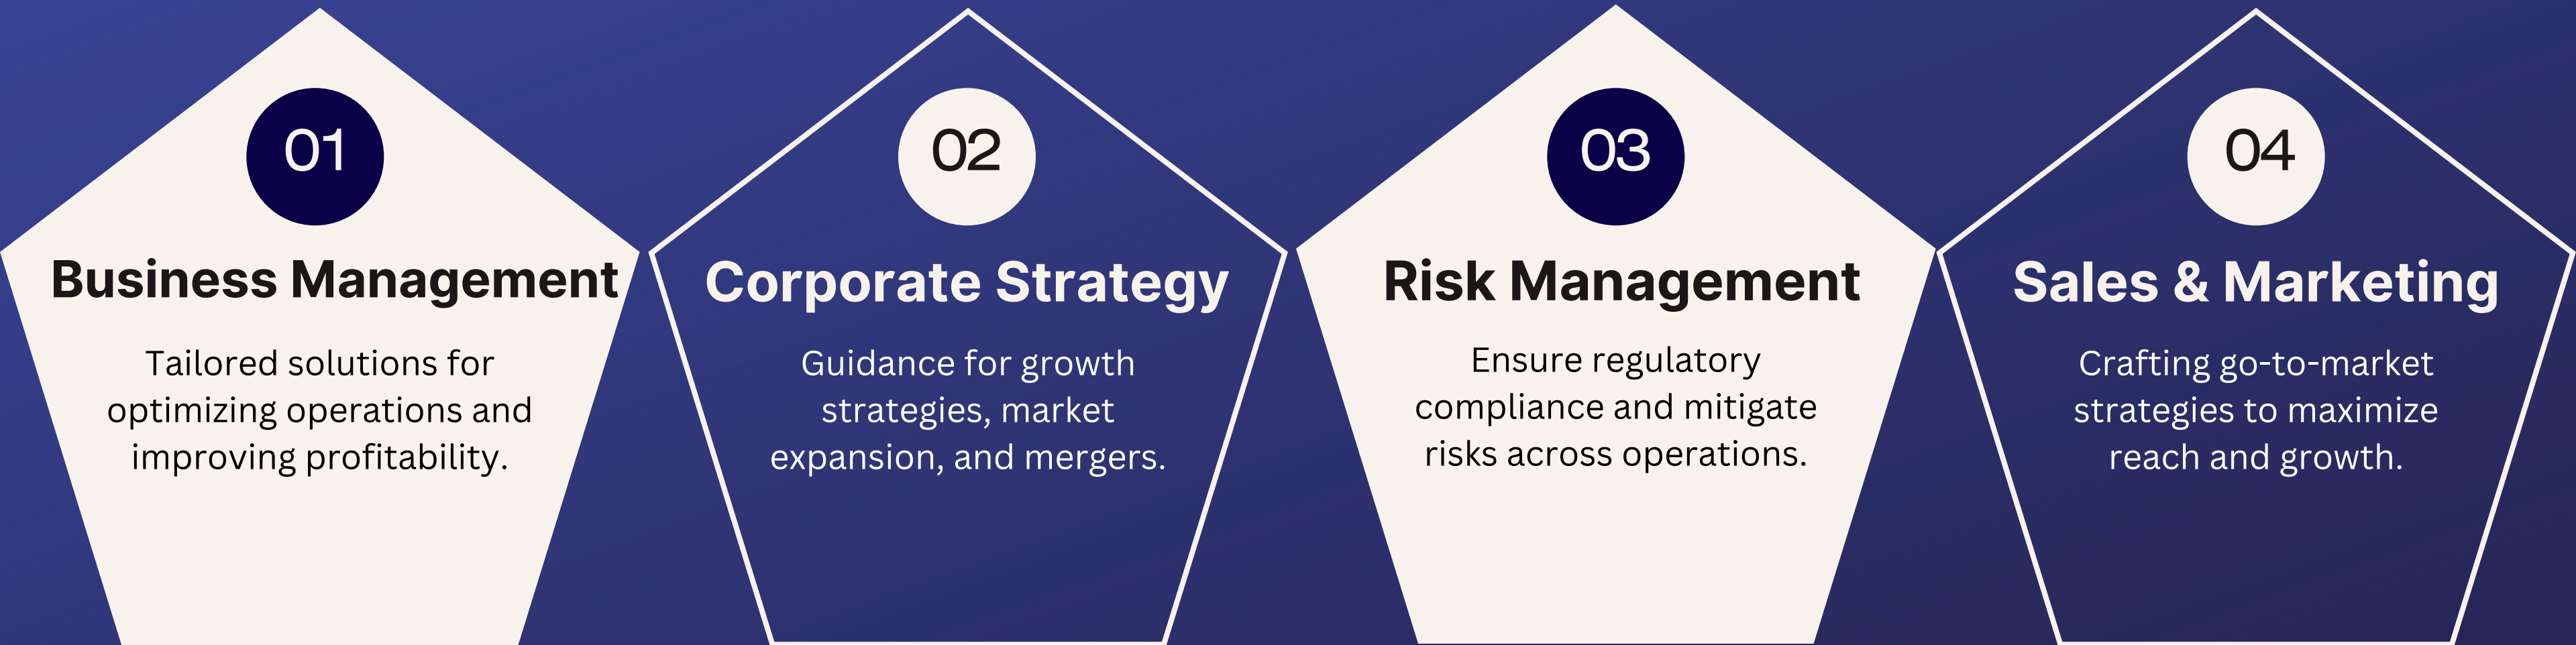 01
Business Management
Tailored solutions for
optimizing operations and
improving profitability.
02
Corporate Strategy
Guidance for growth
strategies, market
expansion, and mergers.
03
Risk Management
Ensure regulatory
compliance and mitigate
risks across operations.
04
Sales & Marketing
Crafting go-to-market
strategies to maximize
reach and growth.